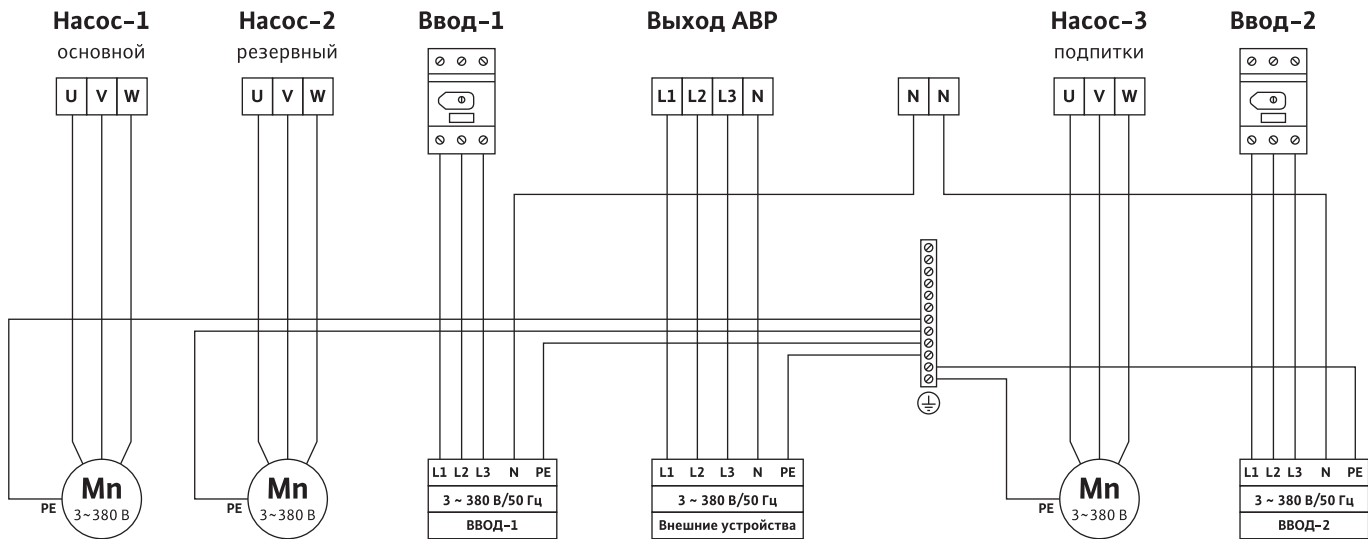 Насос-1
основной
Насос-2
резервный
Ввод-1
Выход АВР
Насос-3
подпитки
Ввод-2
U V W
U V W
L1 L2 L3 N
N N
U V W
PE
Mn
3~380 В
PE
Mn
3~380 В
L1 L2 L3 N PE
3 ~ 380 В/50 Гц
ВВОД-1
L1 L2 L3 N PE
3 ~ 380 В/50 Гц
Внешние устройства
PE
Mn
3~380 В
L1 L2 L3 N PE
3 ~ 380 В/50 Гц
ВВОД-2